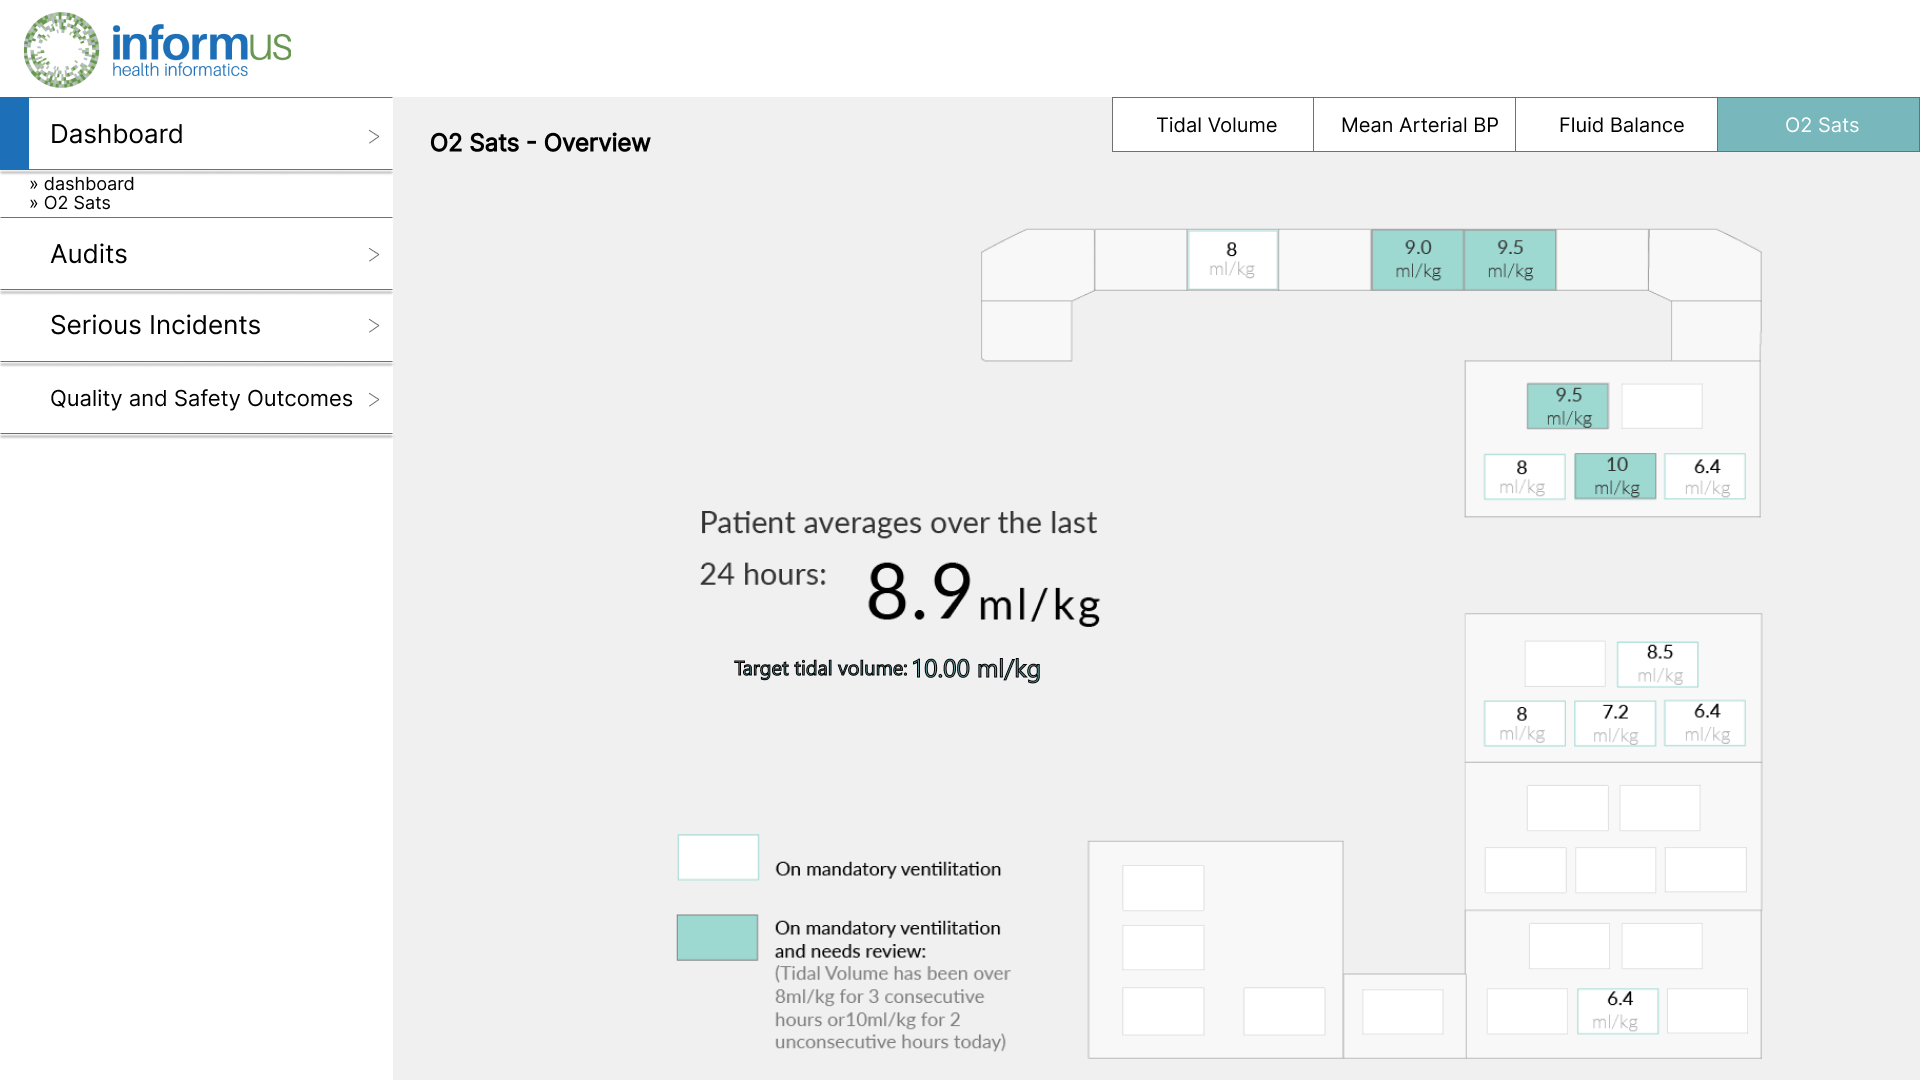 informus
health informatics
Dashboard >
» dashboard
» O2 Sats
Audits >
Serious Incidents >
Quality and Safety Outcomes >
O2 Sats - Overview
Tidal Volume
Mean Arterial BP
Fluid Balance
O2 Sats
8
ml/kg
9.0
ml/kg
9.5
ml/kg
9.5
ml/kg
8
ml/kg
10
ml/kg
6.4
ml/kg
Patient averages over the last
24 hours: 8.9 ml/kg
Target tidal volume: 10.00 ml/kg
8.5
ml/kg
8
ml/kg
7.2
ml/kg
6.4
ml/kg
On mandatory ventilitation
On mandatory ventilitation
and needs review:
(Tidal Volume has been over
8ml/kg for 3 consecutive
hours or10ml/kg for 2
unconsecutive hours today)
6.4
ml/kg